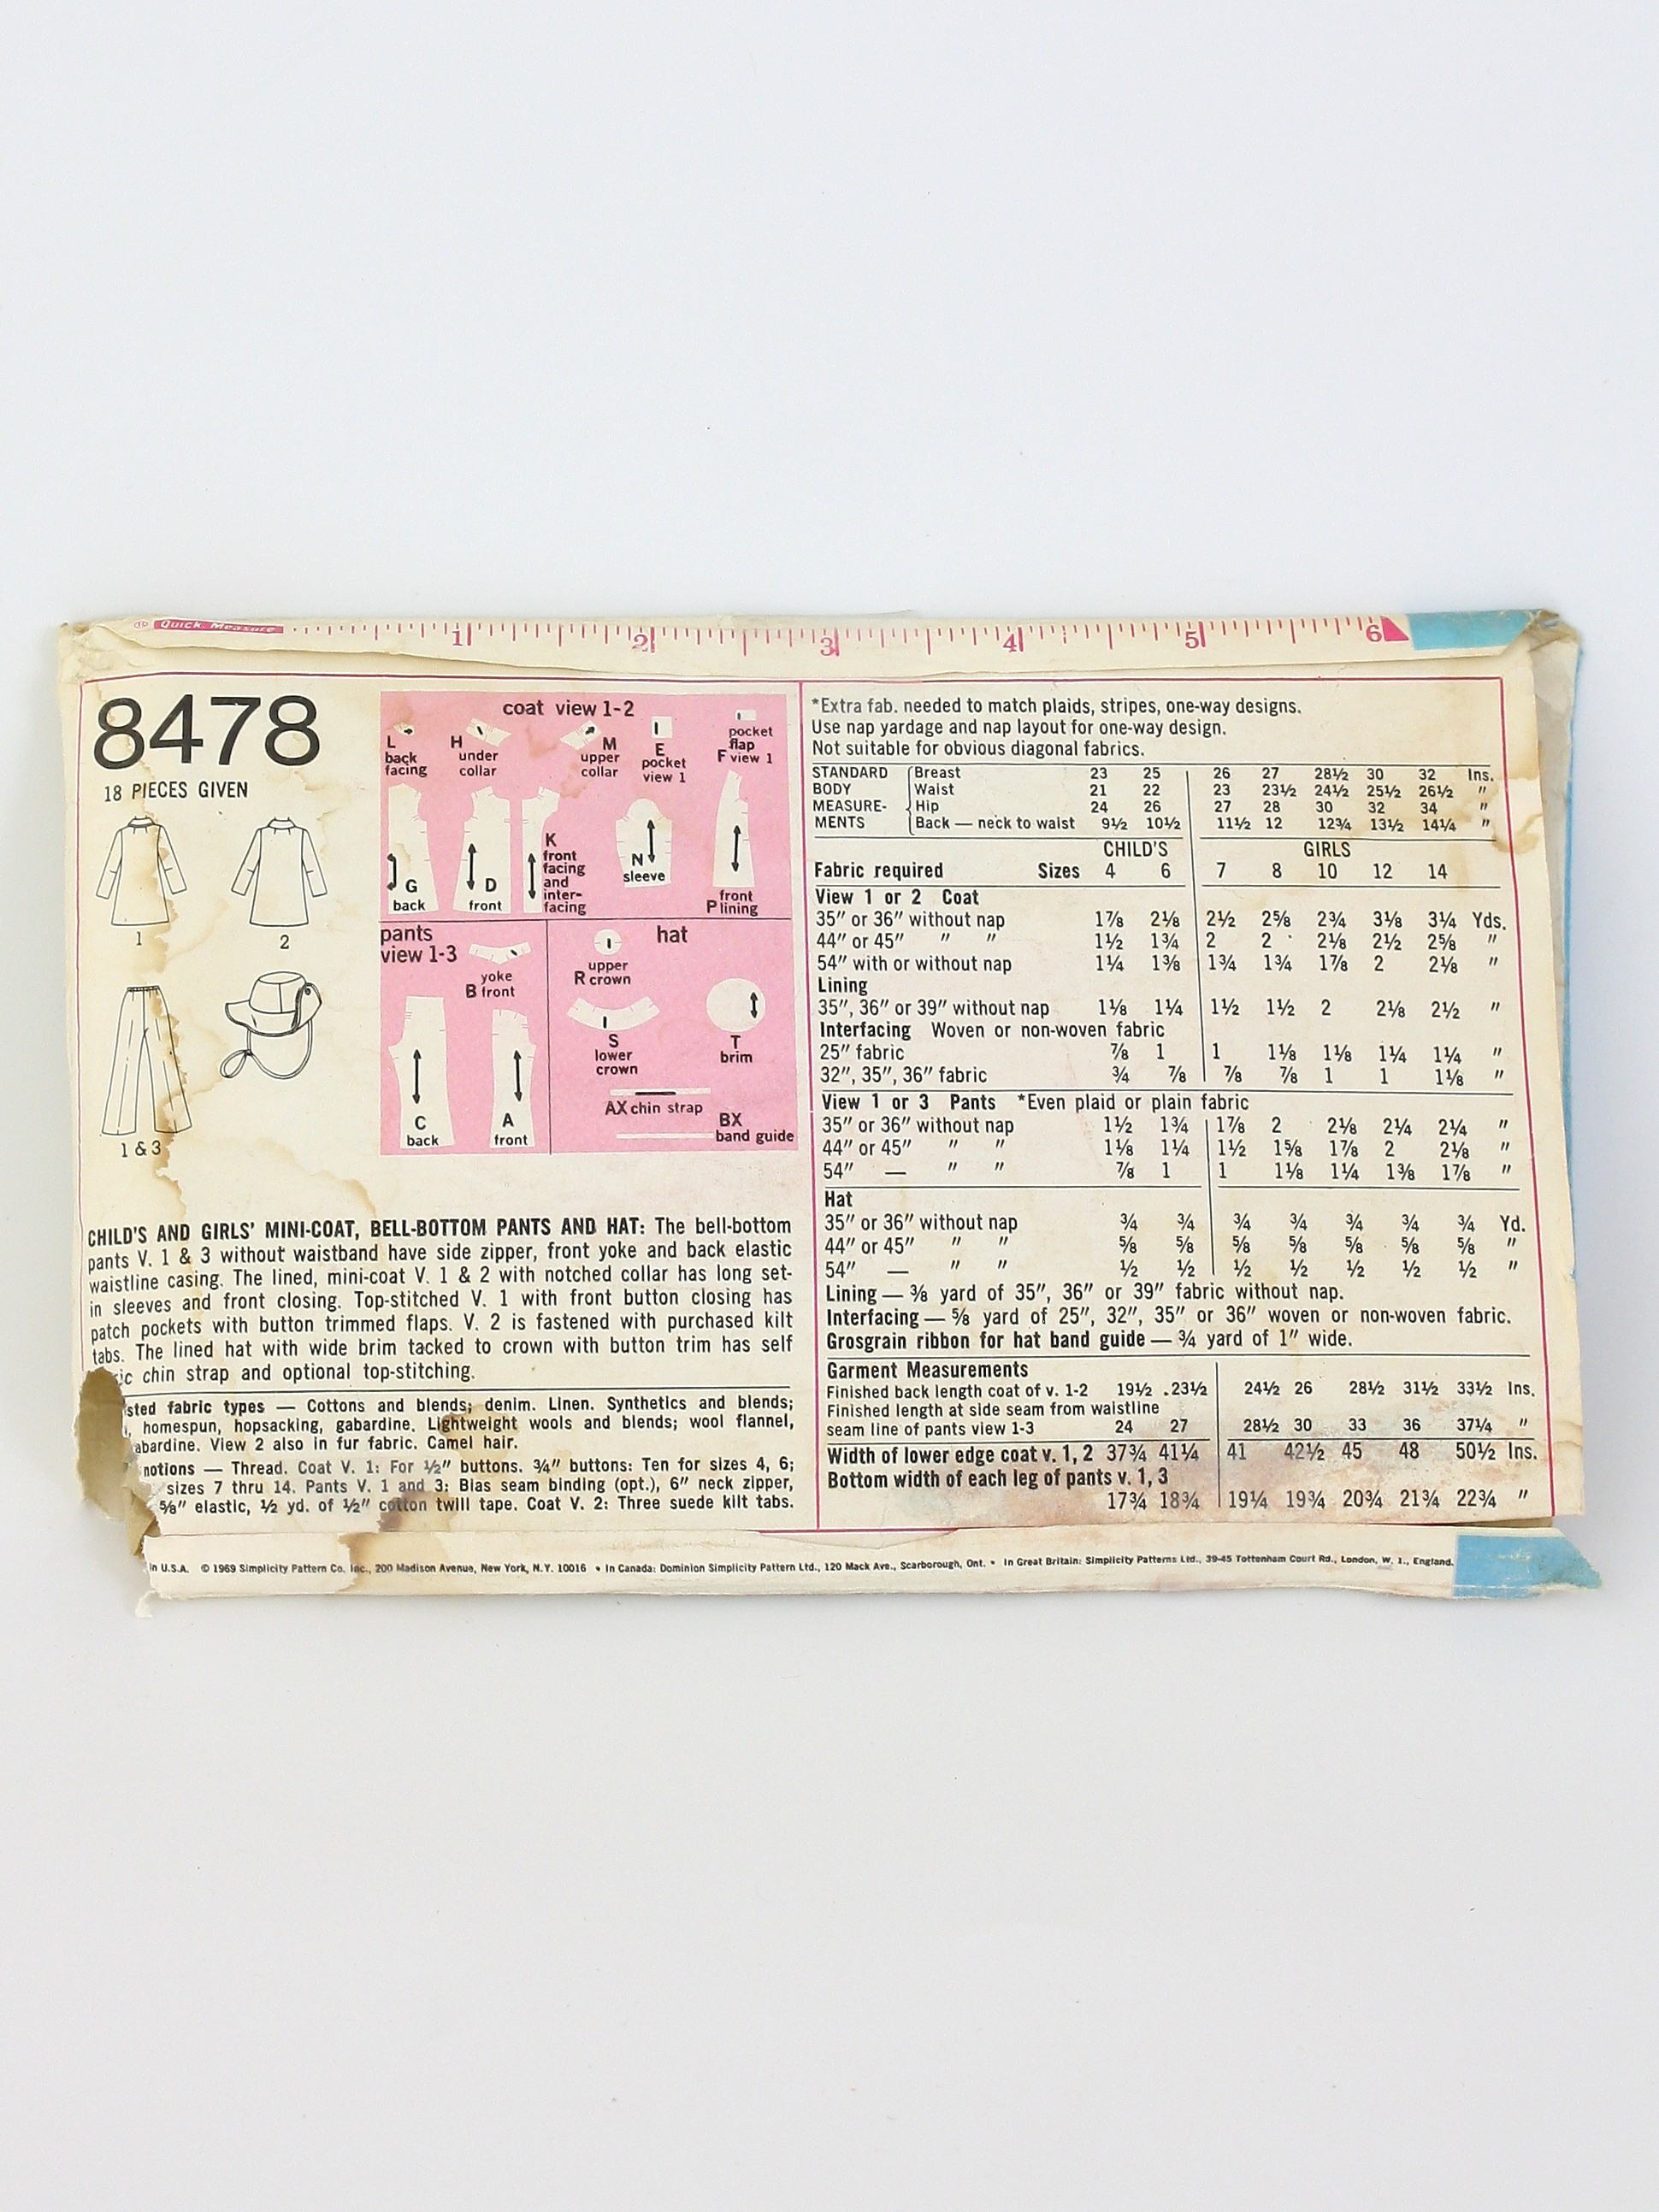 Quick Measure
1 2 3 4 5 6
8478
18 PIECES GIVEN
1
2
1 & 3
coat view 1-2
L back facing
H under collar
M upper collar
E pocket view 1
pocket flap F view 1
G back
D front
K front facing and inter- facing
N sleeve
front P lining
pants view 1-3
yoke B front
C back
A front
hat
upper R crown
S lower crown
T brim
AX chin strap
BX band guide
CHILD'S AND GIRLS' MINI-COAT, BELL-BOTTOM PANTS AND HAT: The bell-bottom
pants V. 1 & 3 without waistband have side zipper, front yoke and back elastic
waistline casing. The lined, mini-coat V. 1 & 2 with notched collar has long set-
in sleeves and front closing. Top-stitched V. 1 with front button closing has
patch pockets with button trimmed flaps. V. 2 is fastened with purchased kilt
tabs. The lined hat with wide brim tacked to crown with button trim has self
ic chin strap and optional top-stitching.
sted fabric types — Cottons and blends; denim. Linen. Synthetics and blends;
, homespun, hopsacking, gabardine. Lightweight wools and blends; wool flannel,
abardine. View 2 also in fur fabric. Camel hair.
notions — Thread. Coat V. 1: For ½" buttons. ¾" buttons: Ten for sizes 4, 6;
sizes 7 thru 14. Pants V. 1 and 3: Bias seam binding (opt.), 6" neck zipper,
⅝" elastic, ½ yd. of ½" cotton twill tape. Coat V. 2: Three suede kilt tabs.
*Extra fab. needed to match plaids, stripes, one-way designs.
Use nap yardage and nap layout for one-way design.
Not suitable for obvious diagonal fabrics.
STANDARD Breast 23 25 26 27 28½ 30 32 Ins.
BODY Waist 21 22 23 23½ 24½ 25½ 26½ "
MEASURE- Hip 24 26 27 28 30 32 34 "
MENTS Back — neck to waist 9½ 10½ 11½ 12 12¾ 13½ 14¼ "
CHILD'S GIRLS
Fabric required Sizes 4 6 7 8 10 12 14
View 1 or 2 Coat
35" or 36" without nap 1⅞ 2⅛ 2½ 2⅝ 2¾ 3⅛ 3¼ Yds.
44" or 45" " " 1½ 1¾ 2 2 2⅛ 2½ 2⅝ "
54" with or without nap 1¼ 1⅜ 1¾ 1¾ 1⅞ 2 2⅛ "
Lining
35", 36" or 39" without nap 1⅛ 1¼ 1½ 1½ 2 2⅛ 2½ "
Interfacing Woven or non-woven fabric
25" fabric ⅞ 1 1 1⅛ 1⅛ 1¼ 1¼ "
32", 35", 36" fabric ¾ ⅞ ⅞ ⅞ 1 1 1⅛ "
View 1 or 3 Pants *Even plaid or plain fabric
35" or 36" without nap 1½ 1¾ 1⅞ 2 2⅛ 2¼ 2¼ "
44" or 45" " " 1⅛ 1¼ 1½ 1⅝ 1⅞ 2 2⅛ "
54" — " " ⅞ 1 1 1⅛ 1¼ 1⅜ 1⅞ "
Hat
35" or 36" without nap ¾ ¾ ¾ ¾ ¾ ¾ ¾ Yd.
44" or 45" " " ⅝ ⅝ ⅝ ⅝ ⅝ ⅝ ⅝ "
54" — " " ½ ½ ½ ½ ½ ½ ½ "
Lining — ⅜ yard of 35", 36" or 39" fabric without nap.
Interfacing — ⅝ yard of 25", 32", 35" or 36" woven or non-woven fabric.
Grosgrain ribbon for hat band guide — ¾ yard of 1" wide.
Garment Measurements
Finished back length coat of v. 1-2 19½ 23½ 24½ 26 28½ 31½ 33½ Ins.
Finished length at side seam from waistline
seam line of pants view 1-3 24 27 28½ 30 33 36 37¼ "
Width of lower edge coat v. 1, 2 37¾ 41¼ 41 42½ 45 48 50½ Ins.
Bottom width of each leg of pants v. 1, 3
17¾ 18¾ 19¼ 19¾ 20¾ 21¾ 22¾ "
in U.S.A. © 1969 Simplicity Pattern Co. Inc., 200 Madison Avenue, New York, N.Y. 10016 • In Canada: Dominion Simplicity Pattern Ltd., 120 Mack Ave., Scarborough, Ont. • In Great Britain: Simplicity Patterns Ltd., 39-45 Tottenham Court Rd., London, W. 1., England.